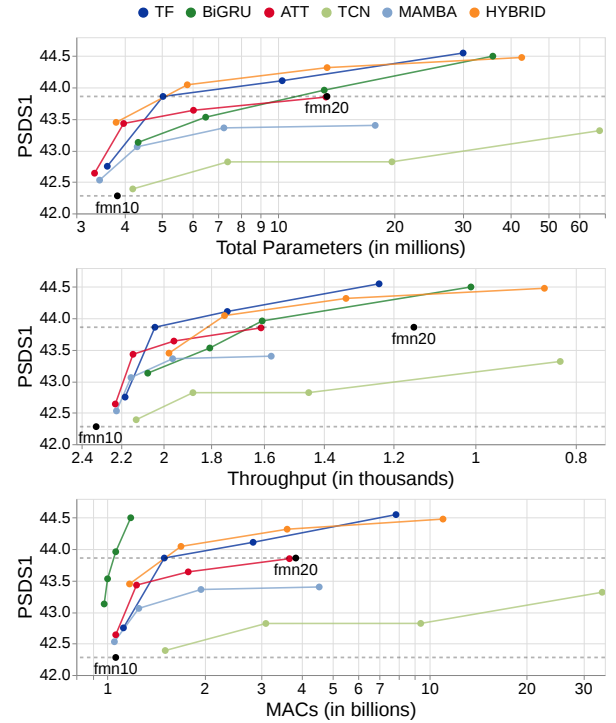 TF BiGRU ATT TCN MAMBA HYBRID
PSDS1
44.5
44.0
43.5
43.0
42.5
42.0
fmn20
fmn10
3 4 5 6 7 8 9 10 20 30 40 50 60
Total Parameters (in millions)
PSDS1
44.5
44.0
43.5
43.0
42.5
42.0
fmn20
fmn10
2.4 2.2 2 1.8 1.6 1.4 1.2 1 0.8
Throughput (in thousands)
PSDS1
44.5
44.0
43.5
43.0
42.5
42.0
fmn20
fmn10
1 2 3 4 5 6 7 10 20 30
MACs (in billions)